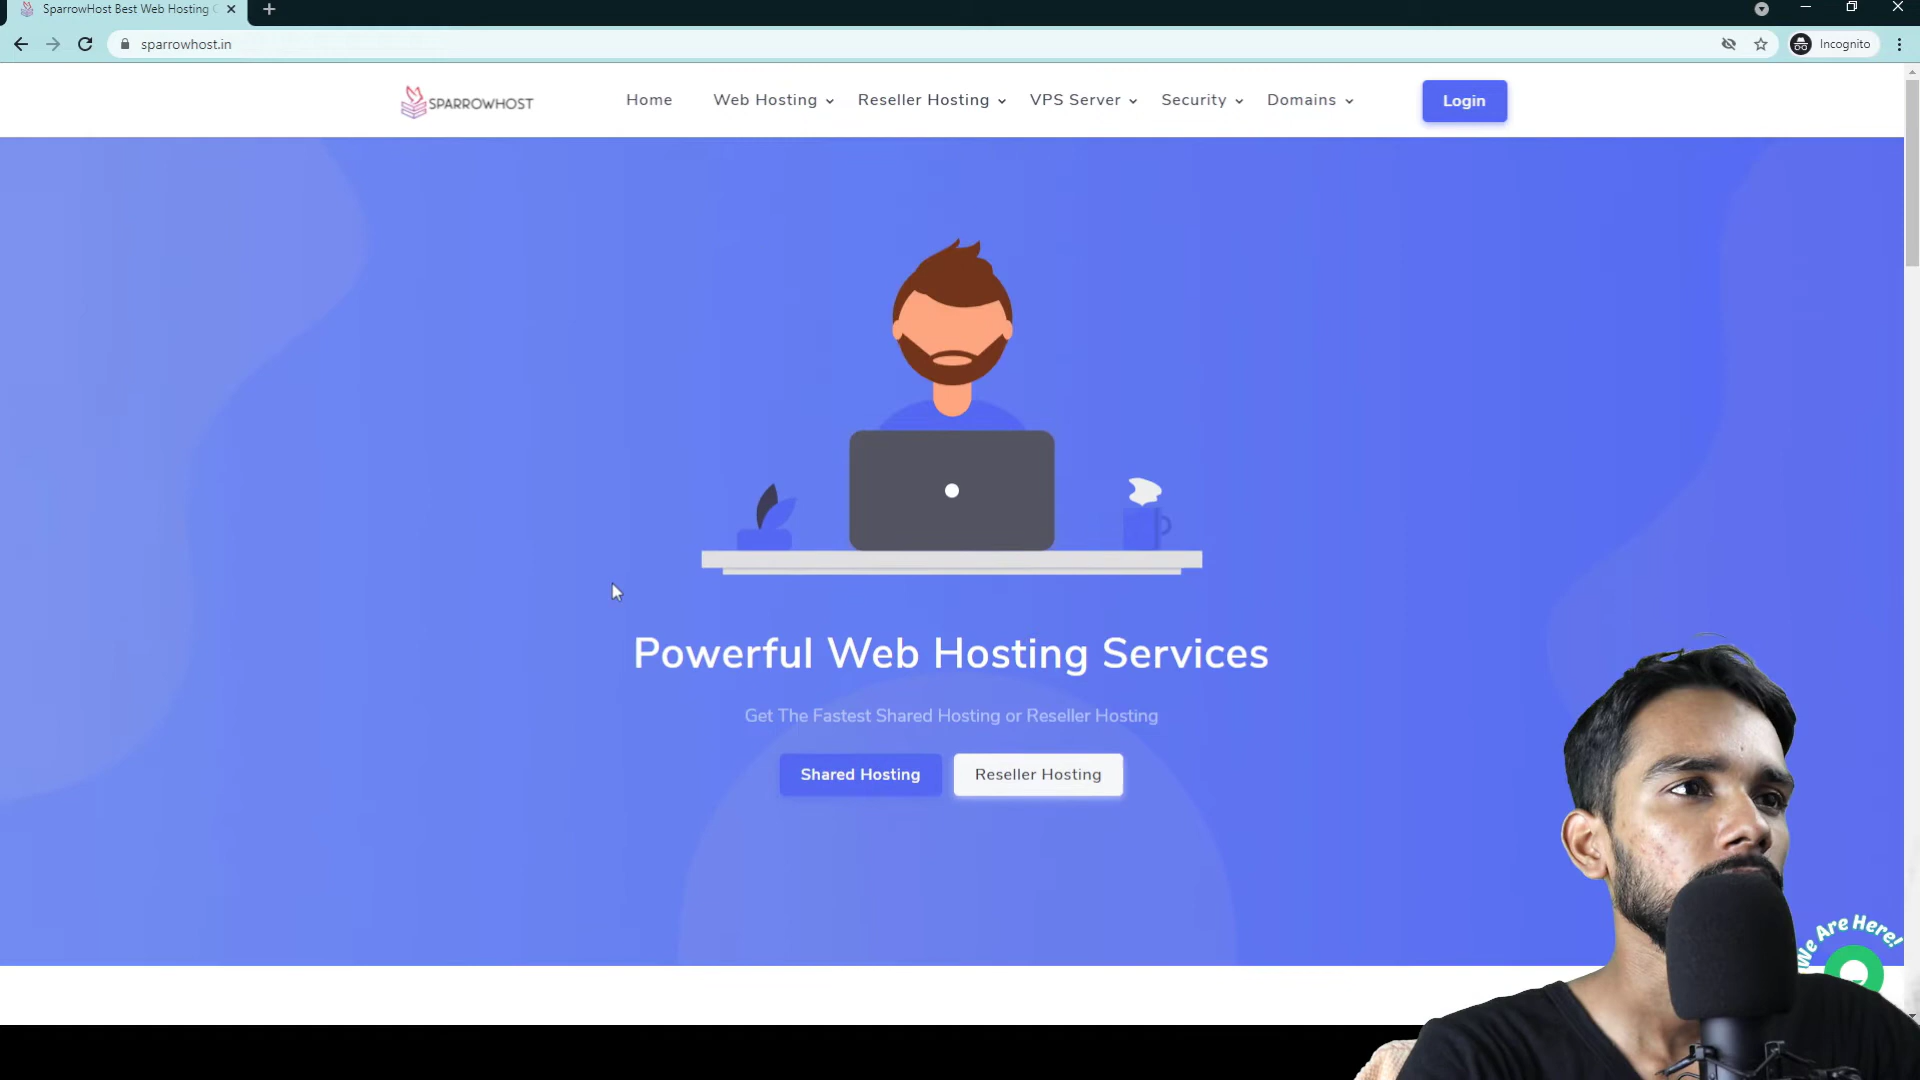 SparrowHost Best Web Hosting
sparrowhost.in
Incognito
SPARROWHOST
Home
Web Hosting
Reseller Hosting
VPS Server
Security
Domains
Login
Powerful Web Hosting Services
Get The Fastest Shared Hosting or Reseller Hosting
Shared Hosting
Reseller Hosting
We Are Here!